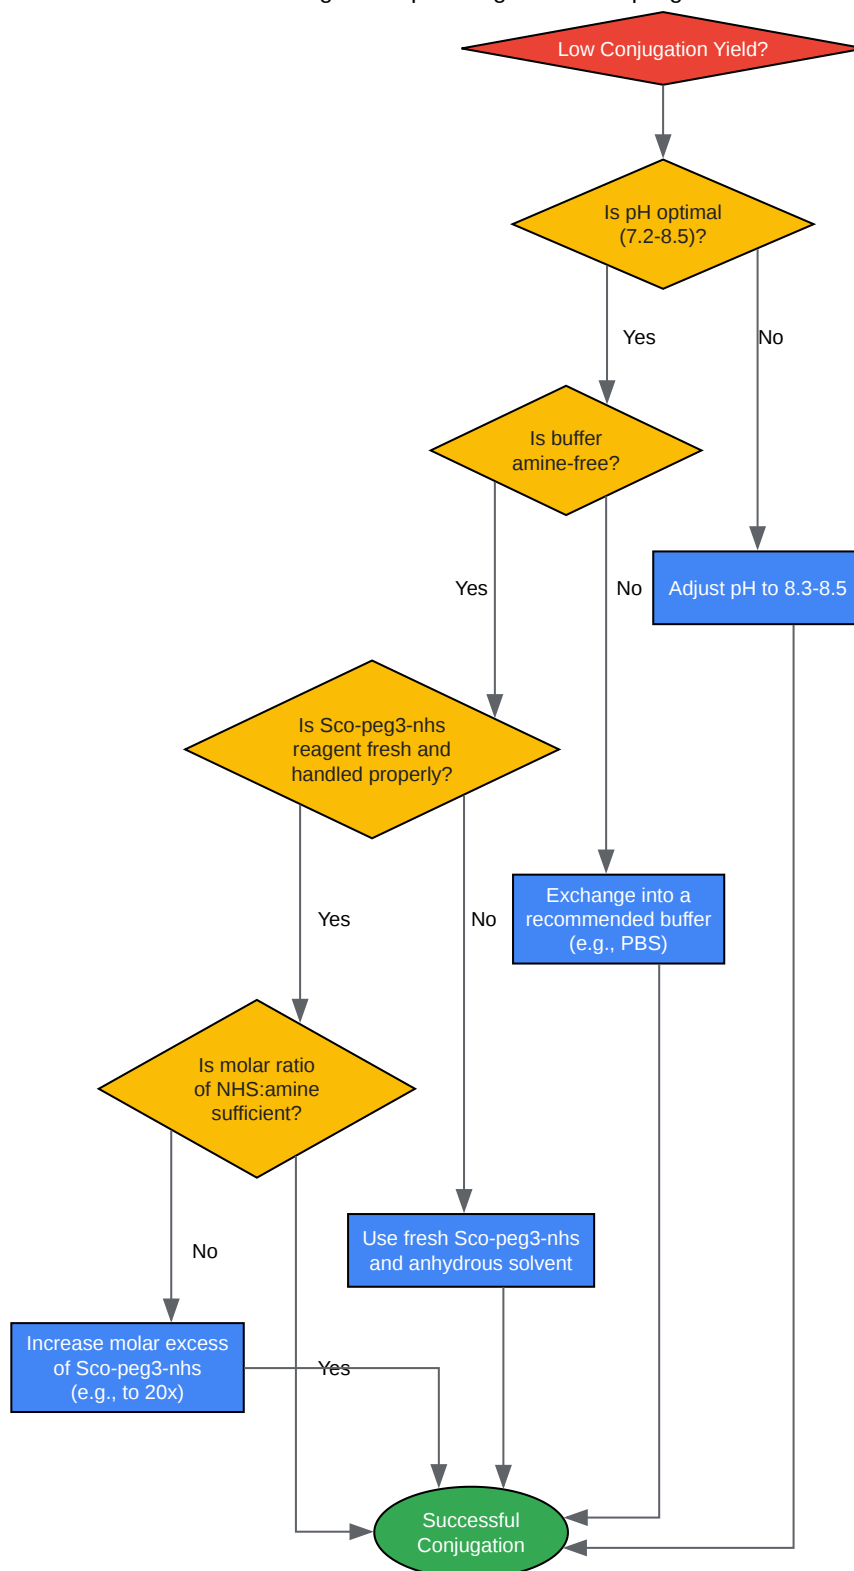 Low Conjugation Yield?
Is pH optimal
(7.2-8.5)?
Yes
No
Is buffer
amine-free?
Yes
No
Adjust pH to 8.3-8.5
Is Sco-peg3-nhs
reagent fresh and
handled properly?
Yes
No
Exchange into a
recommended buffer
(e.g., PBS)
Is molar ratio
of NHS:amine
sufficient?
No
Use fresh Sco-peg3-nhs
and anhydrous solvent
Increase molar excess
of Sco-peg3-nhs
(e.g., to 20x)
Yes
Successful
Conjugation